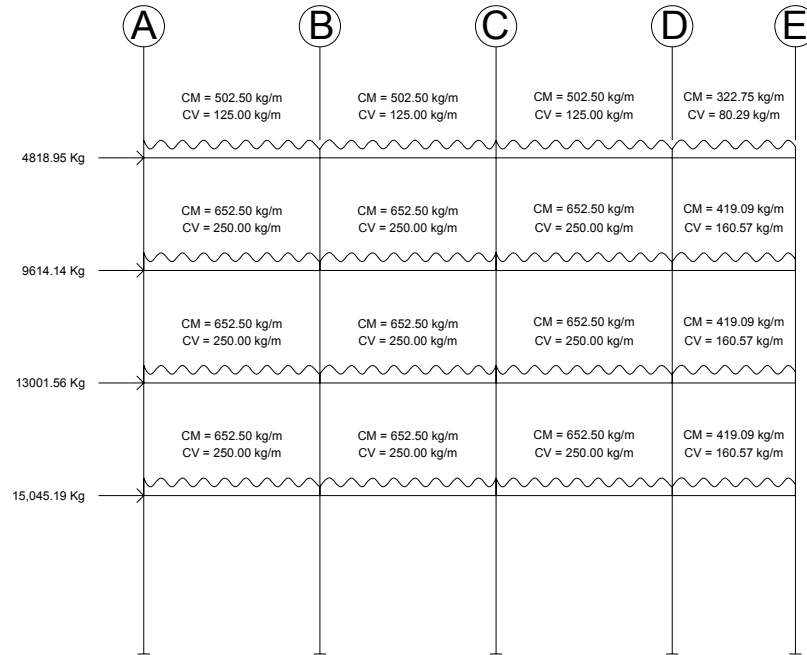 A B C D E
CM = 502.50 kg/m CM = 502.50 kg/m CM = 502.50 kg/m CM = 322.75 kg/m
CV = 125.00 kg/m CV = 125.00 kg/m CV = 125.00 kg/m CV = 80.29 kg/m
4818.95 Kg
CM = 652.50 kg/m CM = 652.50 kg/m CM = 652.50 kg/m CM = 419.09 kg/m
CV = 250.00 kg/m CV = 250.00 kg/m CV = 250.00 kg/m CV = 160.57 kg/m
9614.14 Kg
CM = 652.50 kg/m CM = 652.50 kg/m CM = 652.50 kg/m CM = 419.09 kg/m
CV = 250.00 kg/m CV = 250.00 kg/m CV = 250.00 kg/m CV = 160.57 kg/m
13001.56 Kg
CM = 652.50 kg/m CM = 652.50 kg/m CM = 652.50 kg/m CM = 419.09 kg/m
CV = 250.00 kg/m CV = 250.00 kg/m CV = 250.00 kg/m CV = 160.57 kg/m
15,045.19 Kg